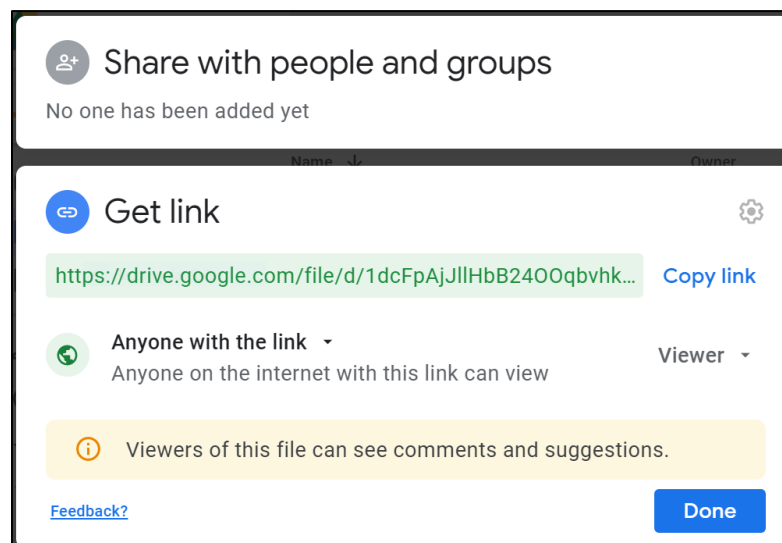 Share with people and groups
No one has been added yet
Name Owner
Get link
https://drive.google.com/file/d/1dcFpAjJllHbB24OOqbvhk... Copy link
Anyone with the link
Anyone on the internet with this link can view
Viewer
Viewers of this file can see comments and suggestions.
Feedback? Done